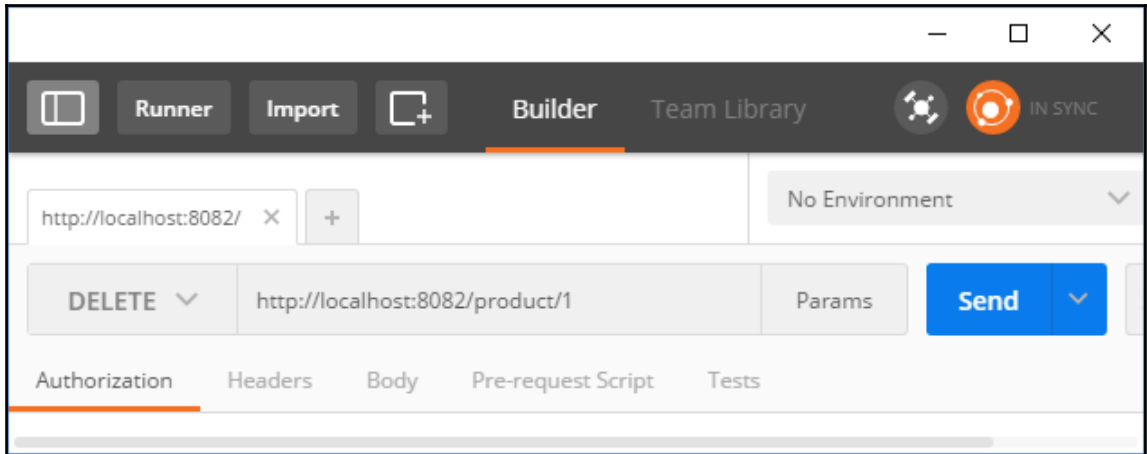 Runner Import Builder Team Library IN SYNC
http://localhost:8082/ No Environment
DELETE http://localhost:8082/product/1 Params Send
Authorization Headers Body Pre-request Script Tests